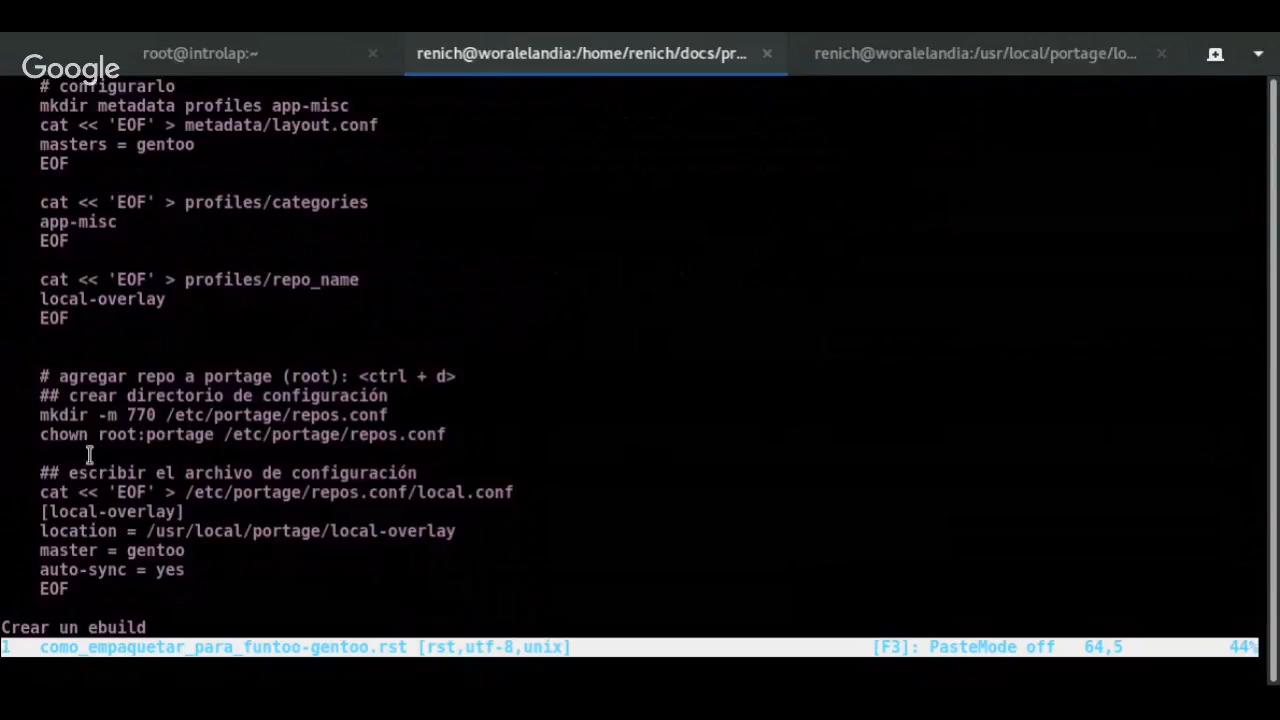 root@introlap:~
renich@woralelandia:/home/renich/docs/pr...
renich@woralelandia:/usr/local/portage/lo...
Google
# configurarlo
mkdir metadata profiles app-misc
cat << 'EOF' > metadata/layout.conf
masters = gentoo
EOF
cat << 'EOF' > profiles/categories
app-misc
EOF
cat << 'EOF' > profiles/repo_name
local-overlay
EOF
# agregar repo a portage (root): <ctrl + d>
## crear directorio de configuración
mkdir -m 770 /etc/portage/repos.conf
chown root:portage /etc/portage/repos.conf
## escribir el archivo de configuración
cat << 'EOF' > /etc/portage/repos.conf/local.conf
[local-overlay]
location = /usr/local/portage/local-overlay
master = gentoo
auto-sync = yes
EOF
Crear un ebuild
1 como_empaquetar_para_funtoo-gentoo.rst [rst,utf-8,unix] [F3]: PasteMode off 64,5 44%